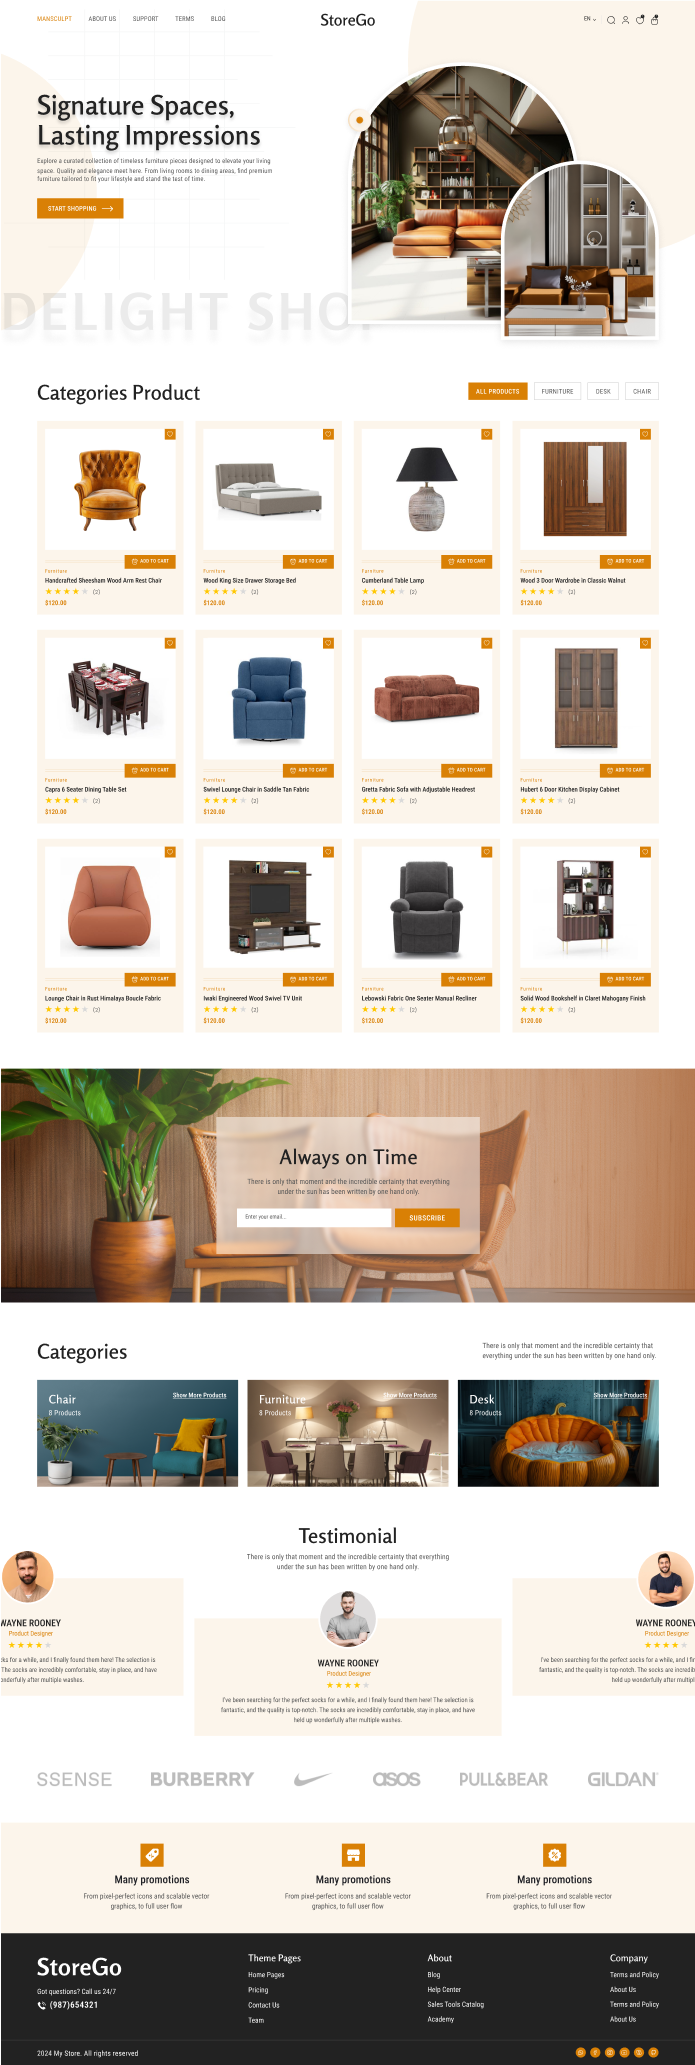 MANSCULPT ABOUT US SUPPORT TERMS BLOG
StoreGo
EN
Signature Spaces,
Lasting Impressions
Explore a curated collection of timeless furniture pieces designed to elevate your living
space. Quality and elegance meet here. From living rooms to dining areas, find premium
furniture tailored to fit your lifestyle and stand the test of time.
START SHOPPING
DELIGHT SHOP
Categories Product
ALL PRODUCTS FURNITURE DESK CHAIR
ADD TO CART
Furniture
Handcrafted Sheesham Wood Arm Rest Chair
(2)
$120.00
ADD TO CART
Furniture
Wood King Size Drawer Storage Bed
(2)
$120.00
ADD TO CART
Furniture
Cumberland Table Lamp
(2)
$120.00
ADD TO CART
Furniture
Wood 3 Door Wardrobe in Classic Walnut
(2)
$120.00
ADD TO CART
Furniture
Capra 6 Seater Dining Table Set
(2)
$120.00
ADD TO CART
Furniture
Swivel Lounge Chair in Saddle Tan Fabric
(2)
$120.00
ADD TO CART
Furniture
Gretta Fabric Sofa with Adjustable Headrest
(2)
$120.00
ADD TO CART
Furniture
Hubert 6 Door Kitchen Display Cabinet
(2)
$120.00
ADD TO CART
Furniture
Lounge Chair in Rust Himalaya Boucle Fabric
(2)
$120.00
ADD TO CART
Furniture
Iwaki Engineered Wood Swivel TV Unit
(2)
$120.00
ADD TO CART
Furniture
Lebowski Fabric One Seater Manual Recliner
(2)
$120.00
ADD TO CART
Furniture
Solid Wood Bookshelf in Claret Mahogany Finish
(2)
$120.00
Always on Time
There is only that moment and the incredible certainty that everything
under the sun has been written by one hand only.
Enter your email...
SUBSCRIBE
Categories
There is only that moment and the incredible certainty that
everything under the sun has been written by one hand only.
Chair
Show More Products
8 Products
Furniture
Show More Products
8 Products
Desk
Show More Products
8 Products
Testimonial
There is only that moment and the incredible certainty that everything
under the sun has been written by one hand only.
WAYNE ROONEY
Product Designer
ks for a while, and I finally found them here! The selection is
The socks are incredibly comfortable, stay in place, and have
onderfully after multiple washes.
WAYNE ROONEY
Product Designer
I've been searching for the perfect socks for a while, and I finally found them here! The selection is
fantastic, and the quality is top-notch. The socks are incredibly comfortable, stay in place, and have
held up wonderfully after multiple washes.
WAYNE ROONEY
Product Designer
I've been searching for the perfect socks for a while, and I fin
fantastic, and the quality is top-notch. The socks are incredib
held up wonderfully after multipl
SSENSE BURBERRY asos PULL&BEAR GILDAN
Many promotions
From pixel-perfect icons and scalable vector
graphics, to full user flow
Many promotions
From pixel-perfect icons and scalable vector
graphics, to full user flow
Many promotions
From pixel-perfect icons and scalable vector
graphics, to full user flow
StoreGo
Got questions? Call us 24/7
(987)654321
Theme Pages
Home Pages
Pricing
Contact Us
Team
About
Blog
Help Center
Sales Tools Catalog
Academy
Company
Terms and Policy
About Us
Terms and Policy
About Us
2024 My Store. All rights reserved